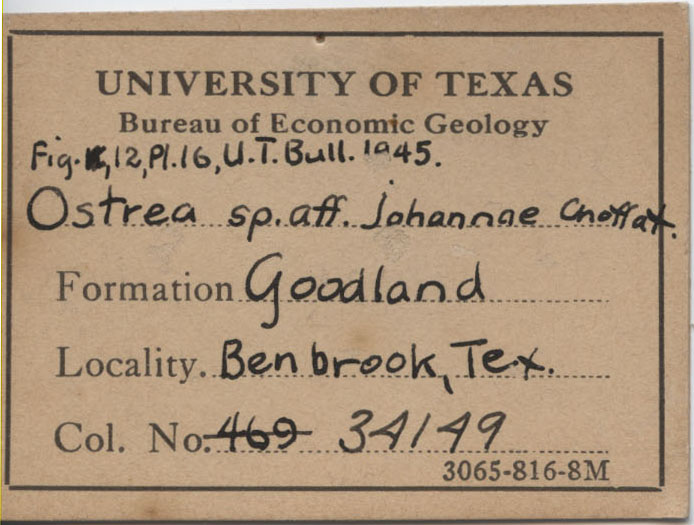 UNIVERSITY OF TEXAS
Bureau of Economic Geology
Fig. 12, Pl. 16, U.T. Bull. 1945.
Ostrea sp. aff. johannae Choffat.
Formation Goodland
Locality. Benbrook, Tex.
Col. No. 469 34149
3065-816-8M